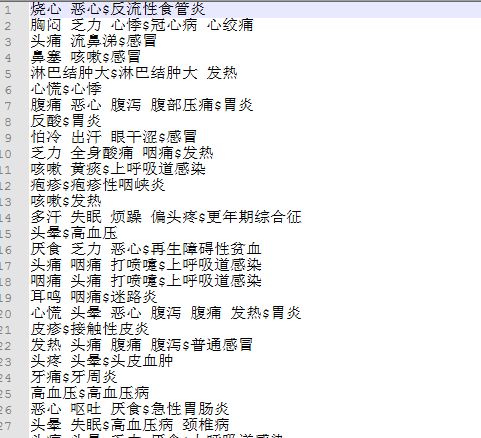 1 烧心 恶心$反流性食管炎
2 胸闷 乏力 心悸$冠心病 心绞痛
3 头痛 流鼻涕$感冒
4 鼻塞 咳嗽$感冒
5 淋巴结肿大$淋巴结肿大 发热
6 心慌$心悸
7 腹痛 恶心 腹泻 腹部压痛$胃炎
8 反酸$胃炎
9 怕冷 出汗 眼干涩$感冒
10 乏力 全身酸痛 咽痛$发热
11 咳嗽 黄痰$上呼吸道感染
12 疱疹$疱疹性咽峡炎
13 咳嗽$发热
14 多汗 失眠 烦躁 偏头疼$更年期综合征
15 头晕$高血压
16 厌食 乏力 恶心$再生障碍性贫血
17 头痛 咽痛 打喷嚏$上呼吸道感染
18 咽痛 头痛 打喷嚏$上呼吸道感染
19 耳鸣 咽痛$迷路炎
20 心慌 头晕 恶心 腹泻 腹痛 发热$胃炎
21 皮疹$接触性皮炎
22 发热 头痛 腹痛 腹泻$普通感冒
23 头疼 头晕$头皮血肿
24 牙痛$牙周炎
25 高血压$高血压病
26 恶心 呕吐 厌食$急性胃肠炎
27 头晕 失眠$高血压病 颈椎病